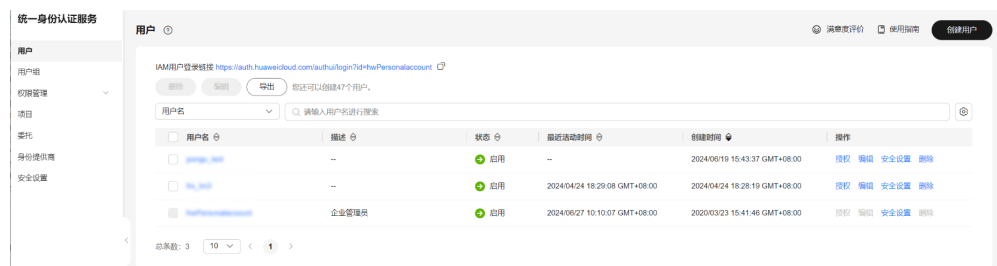 统一身份认证服务
用户
用户组
权限管理
项目
委托
身份提供商
安全设置
用户
满意度评价 使用指南 创建用户
IAM用户登录链接 https://auth.huaweicloud.com/authui/login?id=hwPersonalaccount
删除 编辑 导出 您还可以创建47个用户。
用户名 请输入用户名进行搜索
用户名 描述 状态 最近活动时间 创建时间 操作
-- 启用 -- 2024/06/19 15:43:37 GMT+08:00 授权 编辑 安全设置 删除
-- 启用 2024/04/24 18:29:08 GMT+08:00 2024/04/24 18:28:19 GMT+08:00 授权 编辑 安全设置 删除
企业管理员 启用 2024/06/27 10:10:07 GMT+08:00 2020/03/23 15:41:46 GMT+08:00 授权 编辑 安全设置 删除
总条数: 3 10 1